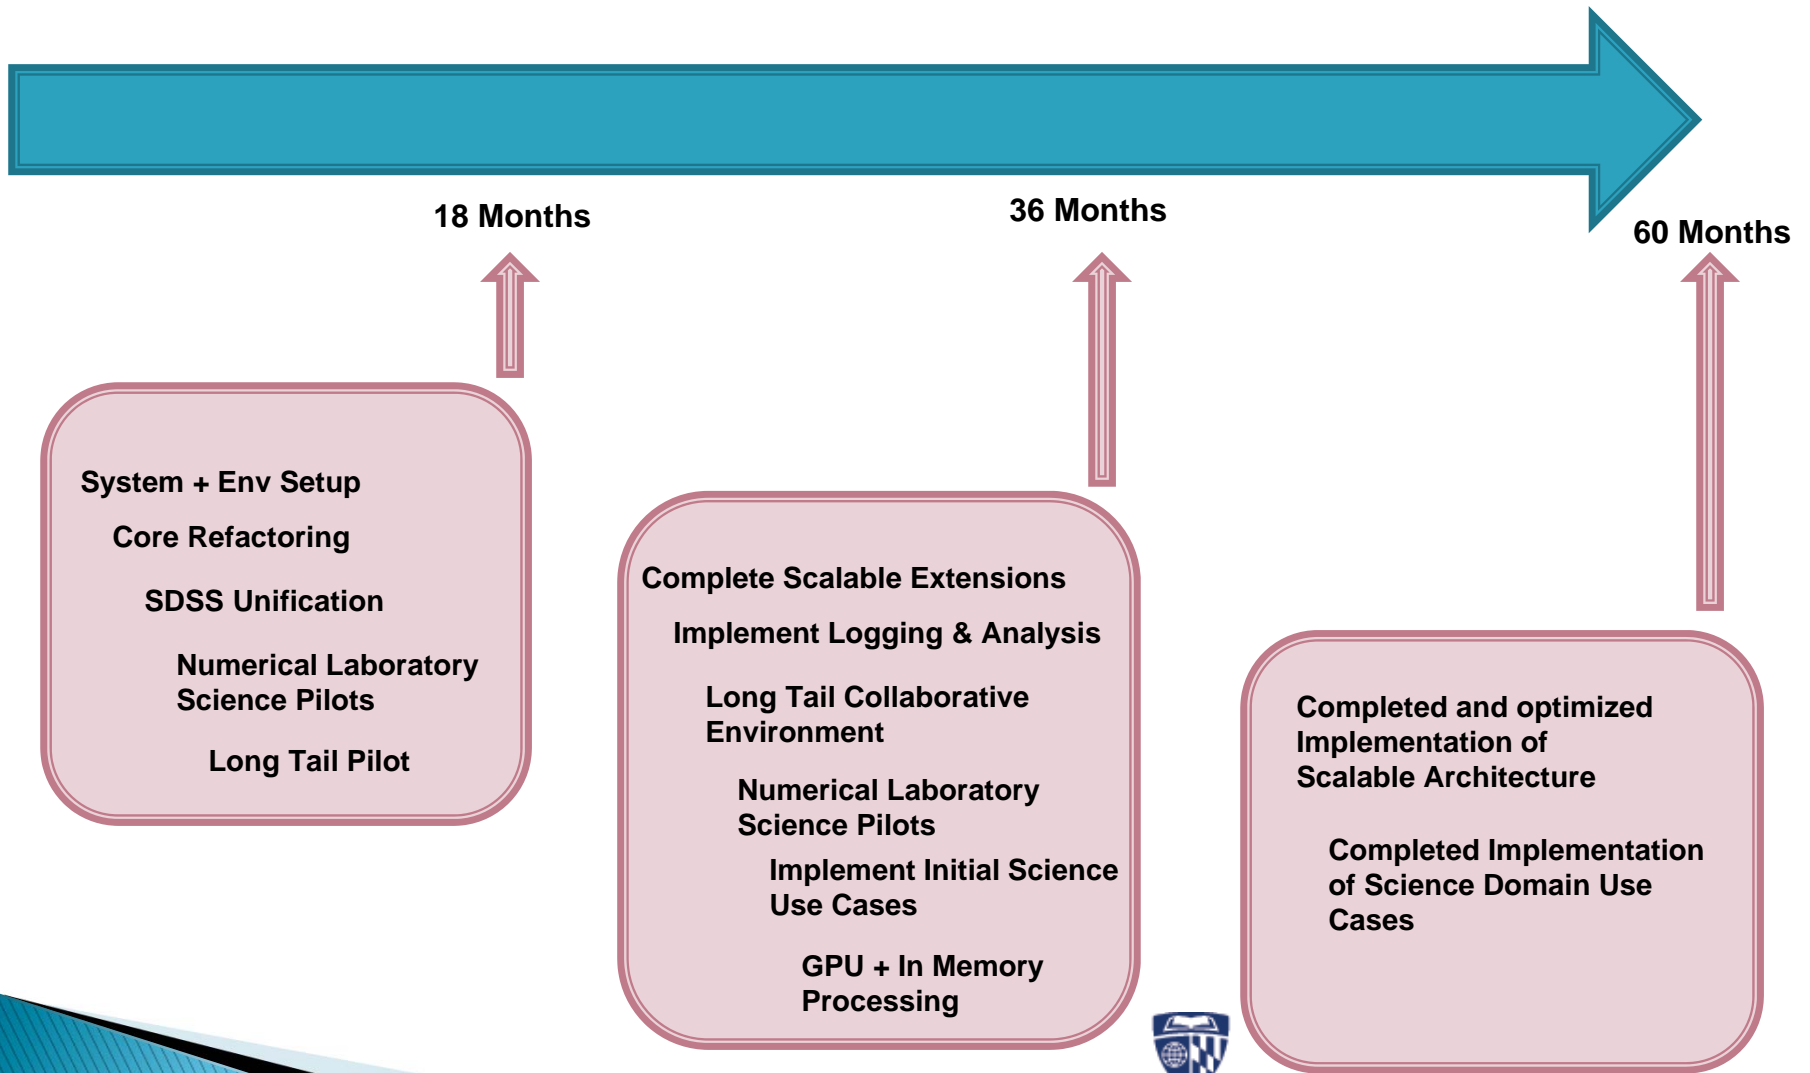 18 Months
36 Months
60 Months
System + Env Setup
Core Refactoring
SDSS Unification
Numerical Laboratory
Science Pilots
Long Tail Pilot
Complete Scalable Extensions
Implement Logging & Analysis
Long Tail Collaborative
Environment
Numerical Laboratory
Science Pilots
Implement Initial Science
Use Cases
GPU + In Memory
Processing
Completed and optimized
Implementation of
Scalable Architecture
Completed Implementation
of Science Domain Use
Cases